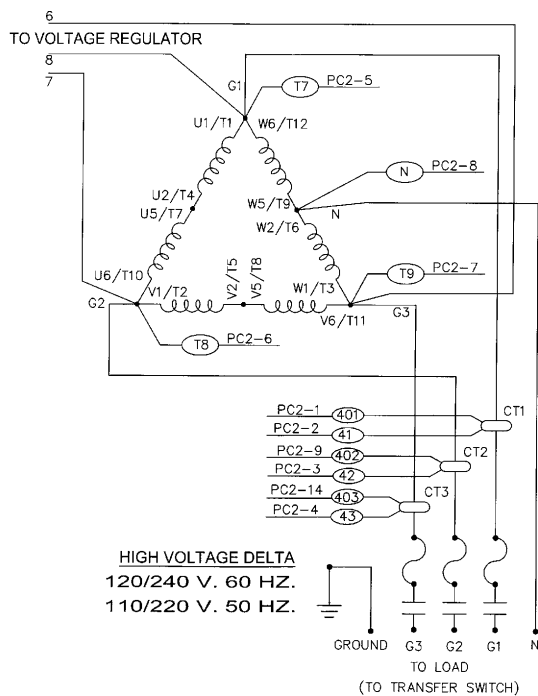 6
TO VOLTAGE REGULATOR
8
7
G1
T7
PC2-5
U1/T1
W6/T12
N
PC2-8
U2/T4
U5/T7
W5/T9
W2/T6
N
T9
PC2-7
U6/T10
V1/T2
V2/T5
V5/T8
W1/T3
V6/T11
G2
G3
T8
PC2-6
PC2-1
401
PC2-2
41
CT1
PC2-9
402
PC2-3
42
CT2
PC2-14
403
PC2-4
43
CT3
HIGH VOLTAGE DELTA
120/240 V. 60 HZ.
110/220 V. 50 HZ.
GROUND
G3
G2
G1
N
TO LOAD
(TO TRANSFER SWITCH)